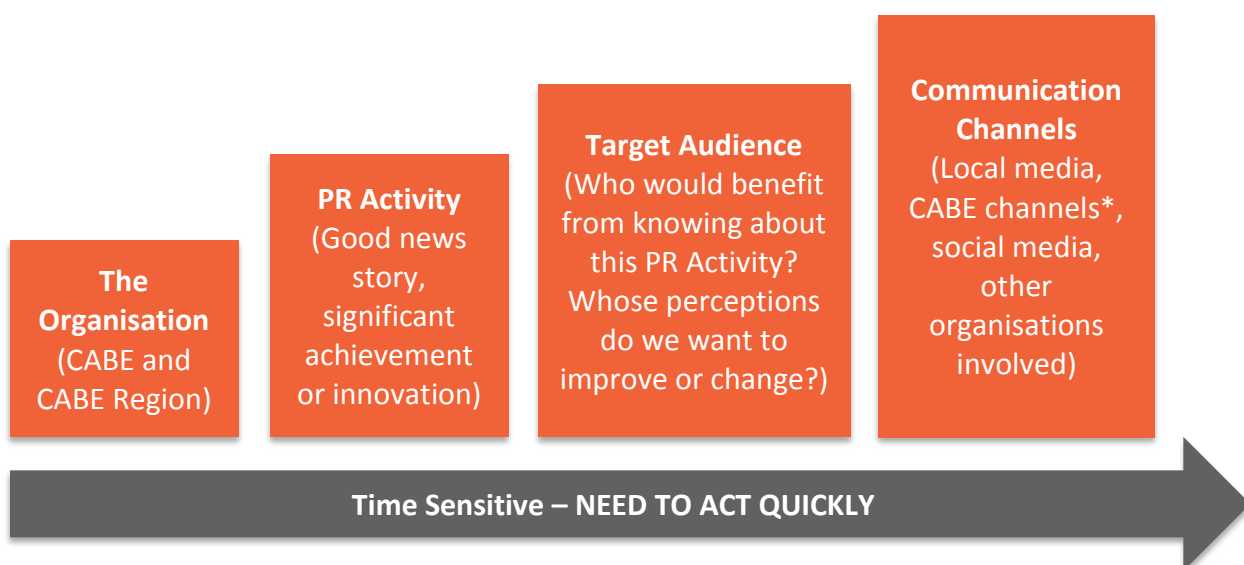 The
Organisation
(CABE and
CABE Region)
PR Activity
(Good news
story,
significant
achievement
or innovation)
Target Audience
(Who would benefit
from knowing about
this PR Activity?
Whose perceptions
do we want to
improve or change?)
Communication
Channels
(Local media,
CABE channels*,
social media,
other
organisations
involved)
Time Sensitive – NEED TO ACT QUICKLY